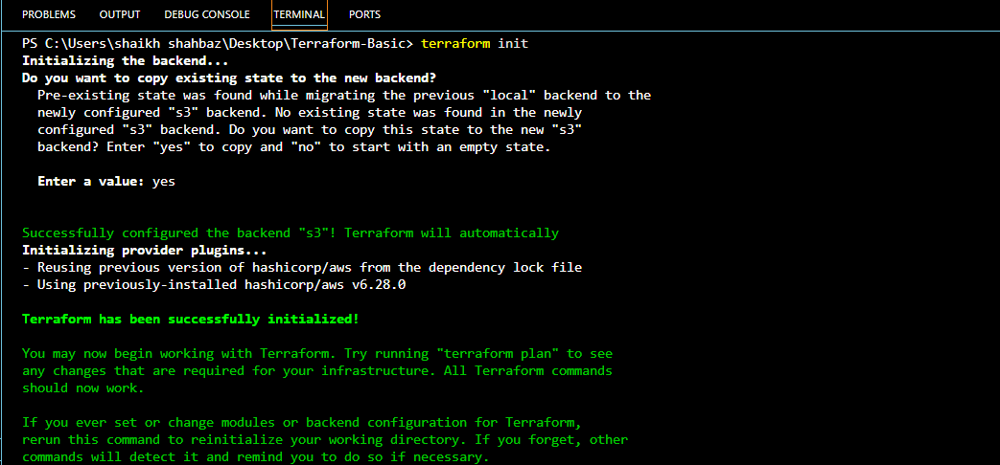 PROBLEMS OUTPUT DEBUG CONSOLE TERMINAL PORTS
PS C:\Users\shaikh shahbaz\Desktop\Terraform-Basic> terraform init
Initializing the backend...
Do you want to copy existing state to the new backend?
  Pre-existing state was found while migrating the previous "local" backend to the
  newly configured "s3" backend. No existing state was found in the newly
  configured "s3" backend. Do you want to copy this state to the new "s3"
  backend? Enter "yes" to copy and "no" to start with an empty state.
  Enter a value: yes
Successfully configured the backend "s3"! Terraform will automatically
Initializing provider plugins...
- Reusing previous version of hashicorp/aws from the dependency lock file
- Using previously-installed hashicorp/aws v6.28.0
Terraform has been successfully initialized!
You may now begin working with Terraform. Try running "terraform plan" to see
any changes that are required for your infrastructure. All Terraform commands
should now work.
If you ever set or change modules or backend configuration for Terraform,
rerun this command to reinitialize your working directory. If you forget, other
commands will detect it and remind you to do so if necessary.